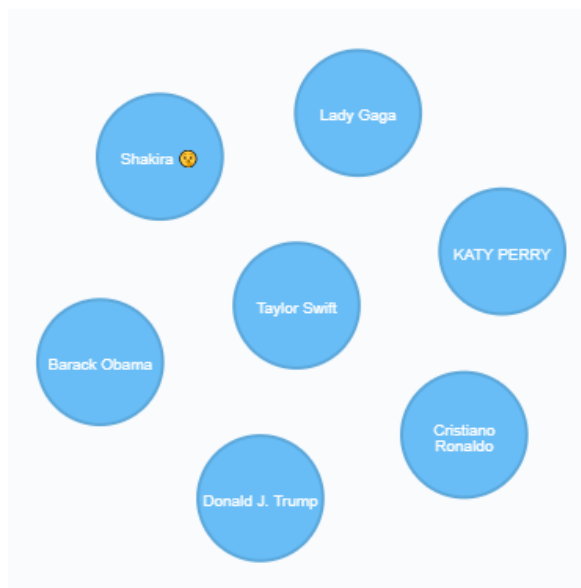 Lady Gaga
Shakira 😗
KATY PERRY
Taylor Swift
Barack Obama
Cristiano
Ronaldo
Donald J. Trump